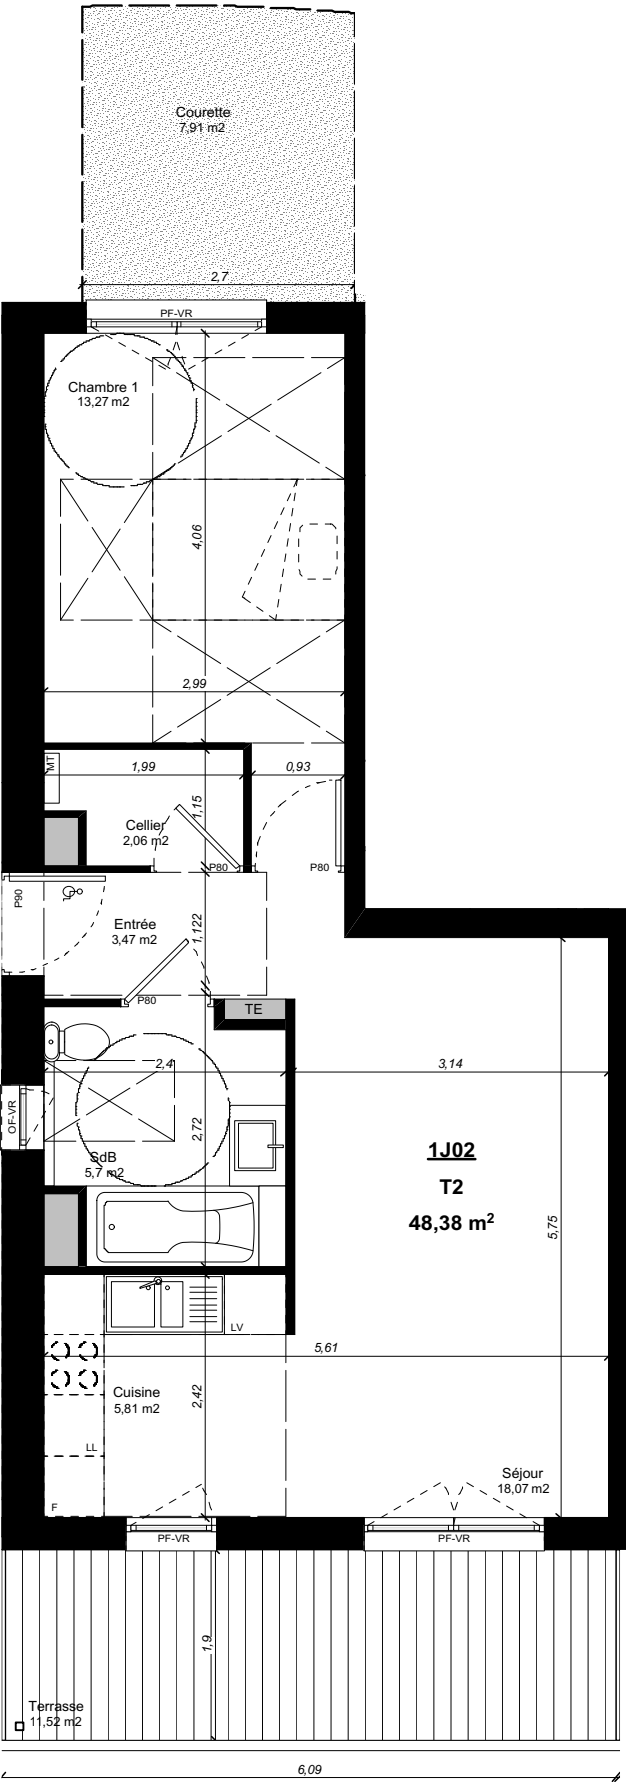 Courette
7,91 m2
2,7
PF-VR
Chambre 1
13,27 m2
4,06
2,99
MT
1,99
0,93
1,15
Cellier
2,06 m2
P80
P80
P90
Entrée
3,47 m2
1,122
P80
TE
2,4
3,14
OF-VR
2,72
SdB
5,7 m2
1J02
T2
48,38 m²
5,75
LV
5,61
Cuisine
5,81 m2
2,42
LL
F
Séjour
18,07 m2
PF-VR
PF-VR
1,9
Terrasse
11,52 m2
6,09